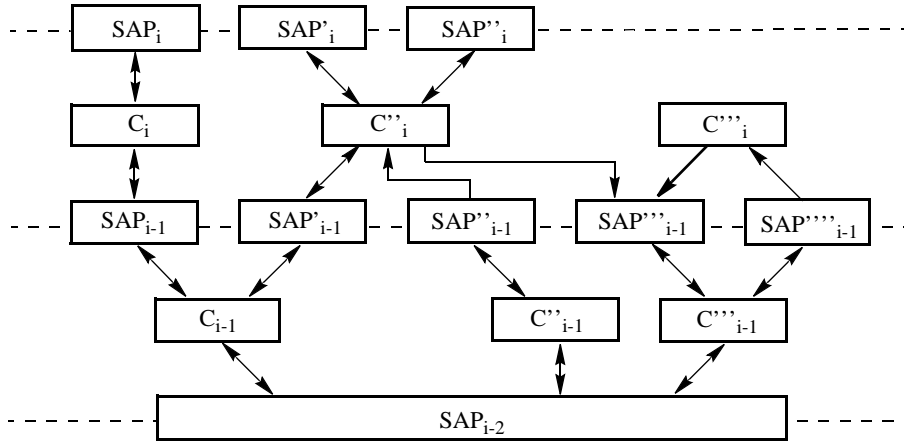 SAPi SAP'i SAP''i
Ci C''i C'''i
SAPi-1 SAP'i-1 SAP''i-1 SAP'''i-1 SAP''''i-1
Ci-1 C''i-1 C'''i-1
SAPi-2